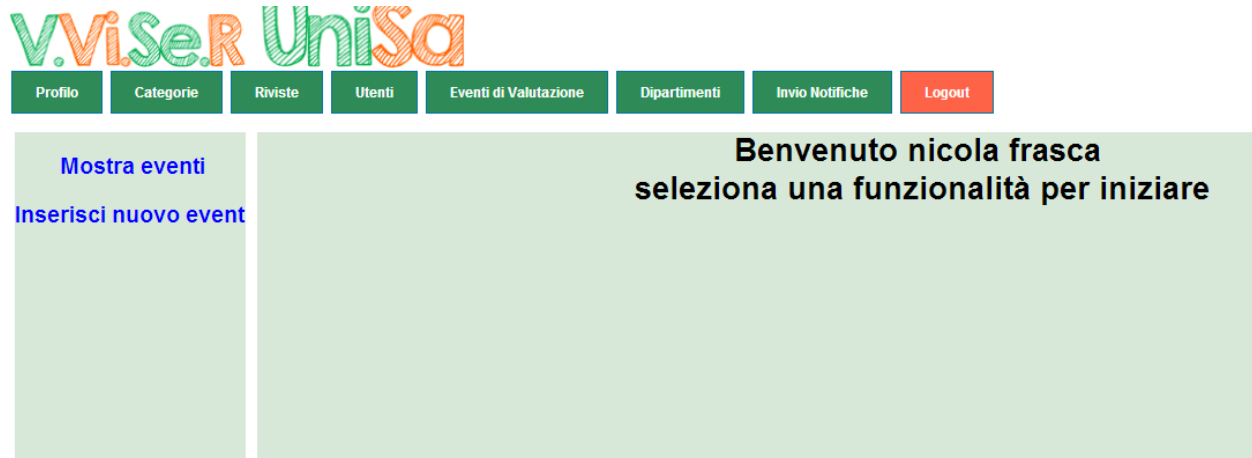 V.Vi.Se.R UniSa
Profilo Categorie Riviste Utenti Eventi di Valutazione Dipartimenti Invio Notifiche Logout
Mostra eventi
Inserisci nuovo event
Benvenuto nicola frasca
seleziona una funzionalità per iniziare